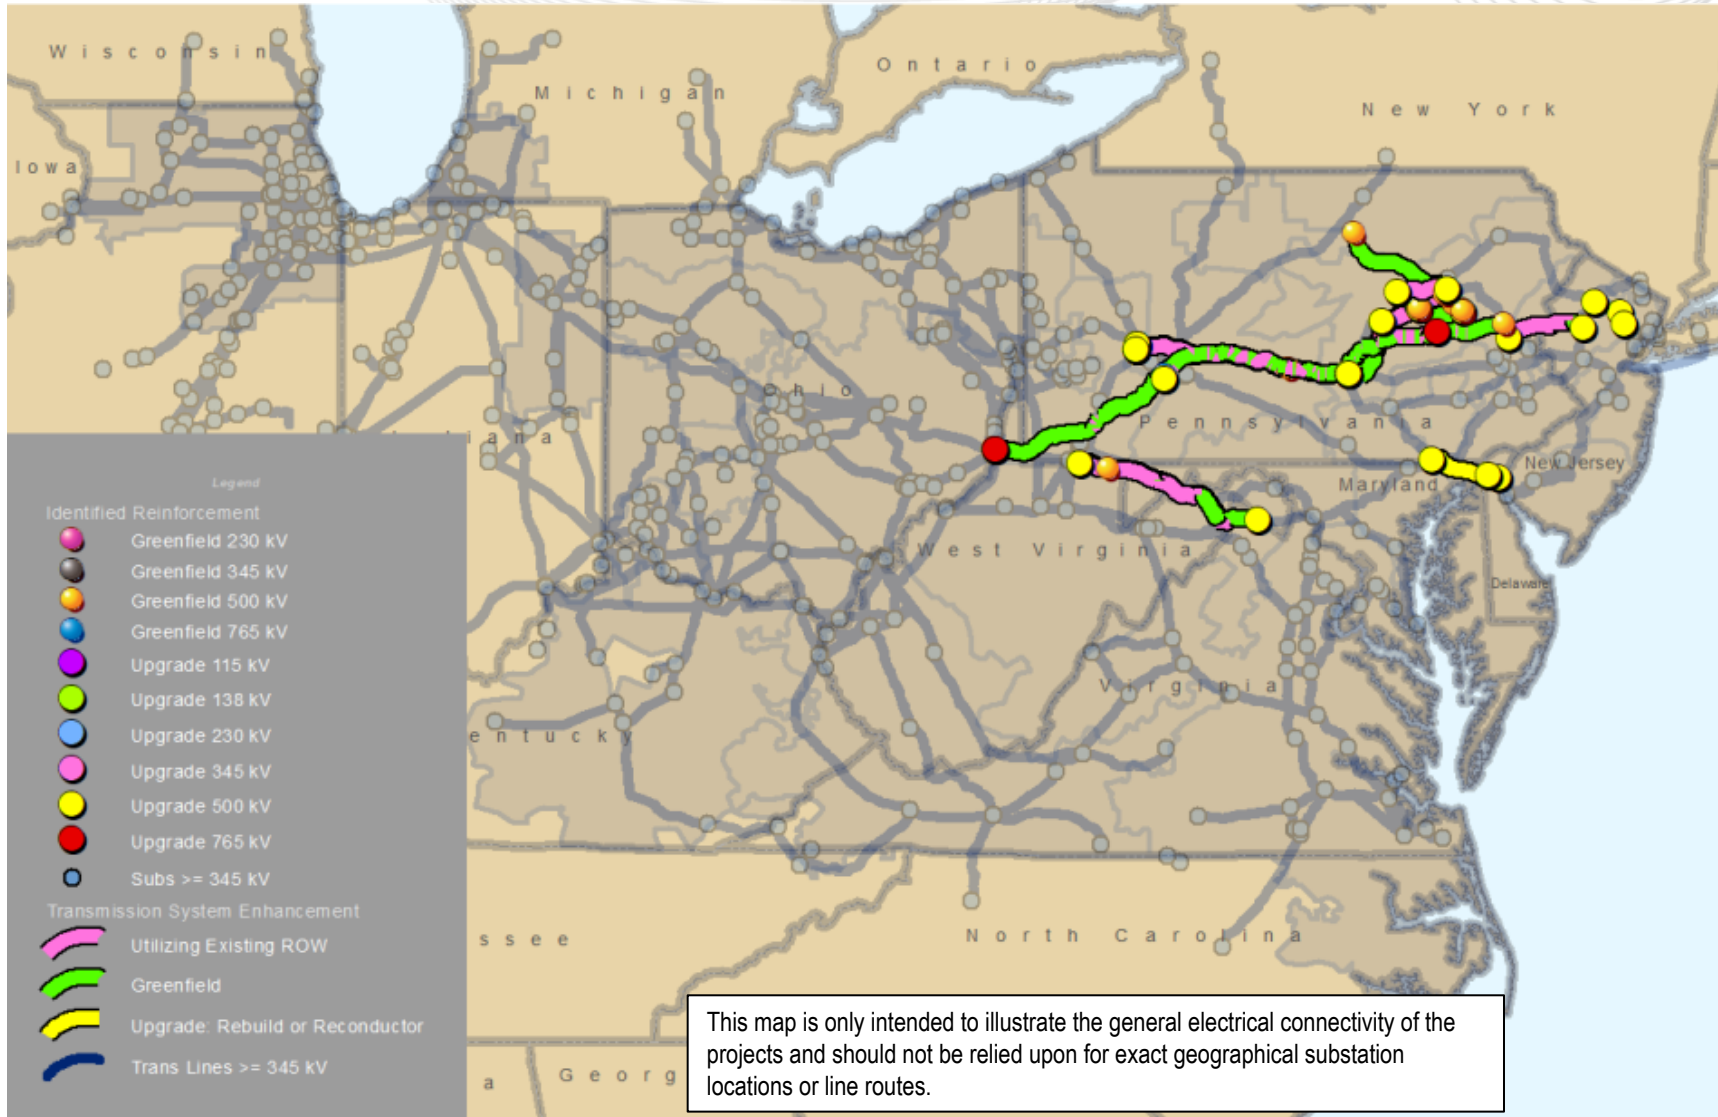 Wisconsin
Michigan
Ontario
New York
Iowa
Ohio
Pennsylvania
iana
New Jersey
Maryland
West Virginia
Delaware
Virginia
entucky
ssee
North Carolina
a
Georg
Legend
Identified Reinforcement
Greenfield 230 kV
Greenfield 345 kV
Greenfield 500 kV
Greenfield 765 kV
Upgrade 115 kV
Upgrade 138 kV
Upgrade 230 kV
Upgrade 345 kV
Upgrade 500 kV
Upgrade 765 kV
Subs >= 345 kV
Transmission System Enhancement
Utilizing Existing ROW
Greenfield
Upgrade: Rebuild or Reconductor
Trans Lines >= 345 kV
This map is only intended to illustrate the general electrical connectivity of the
projects and should not be relied upon for exact geographical substation
locations or line routes.